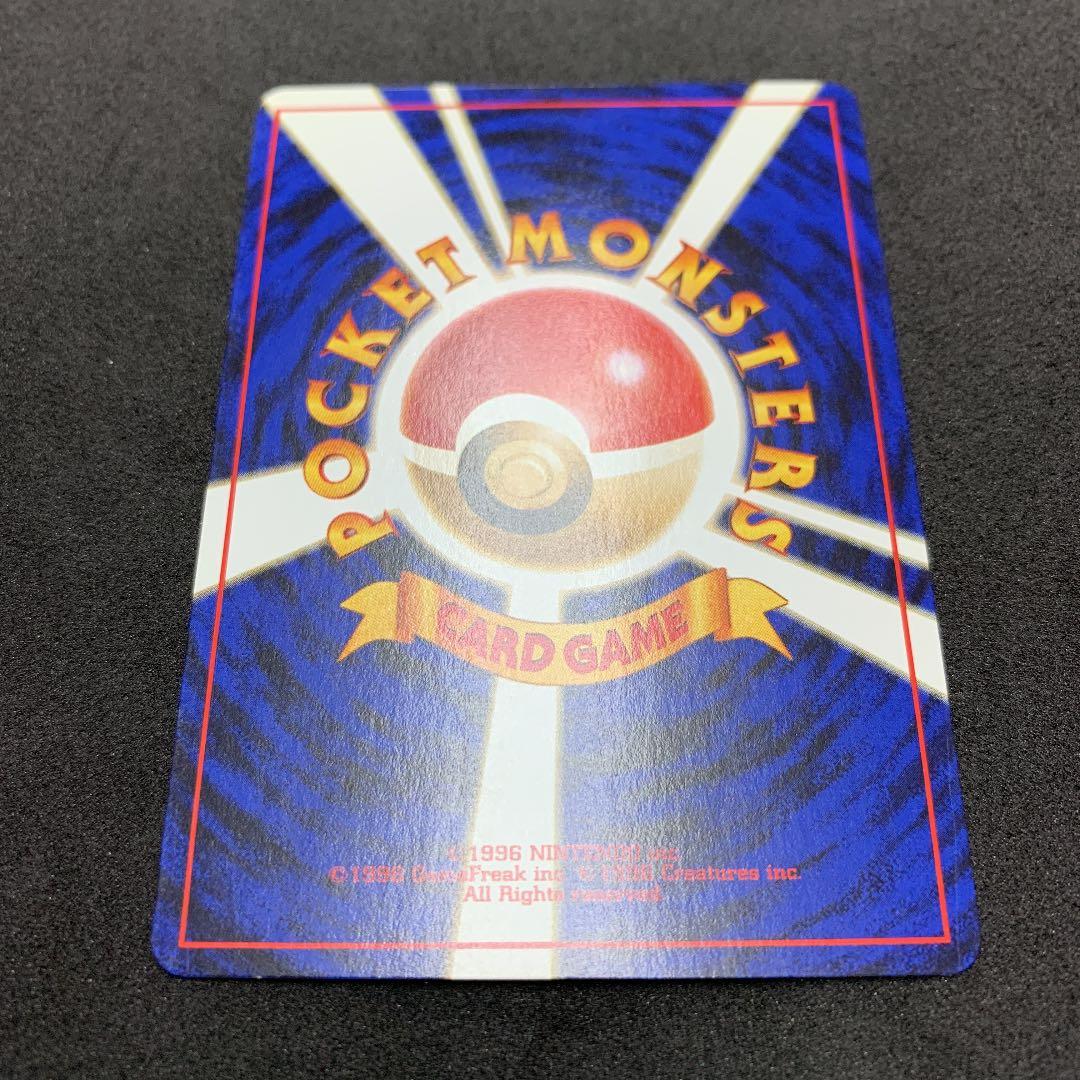 POCKET MONSTERS
CARD GAME
©1996 NINTENDO inc.
©1996 GameFreak inc. ©1996 Creatures inc.
All Rights reserved